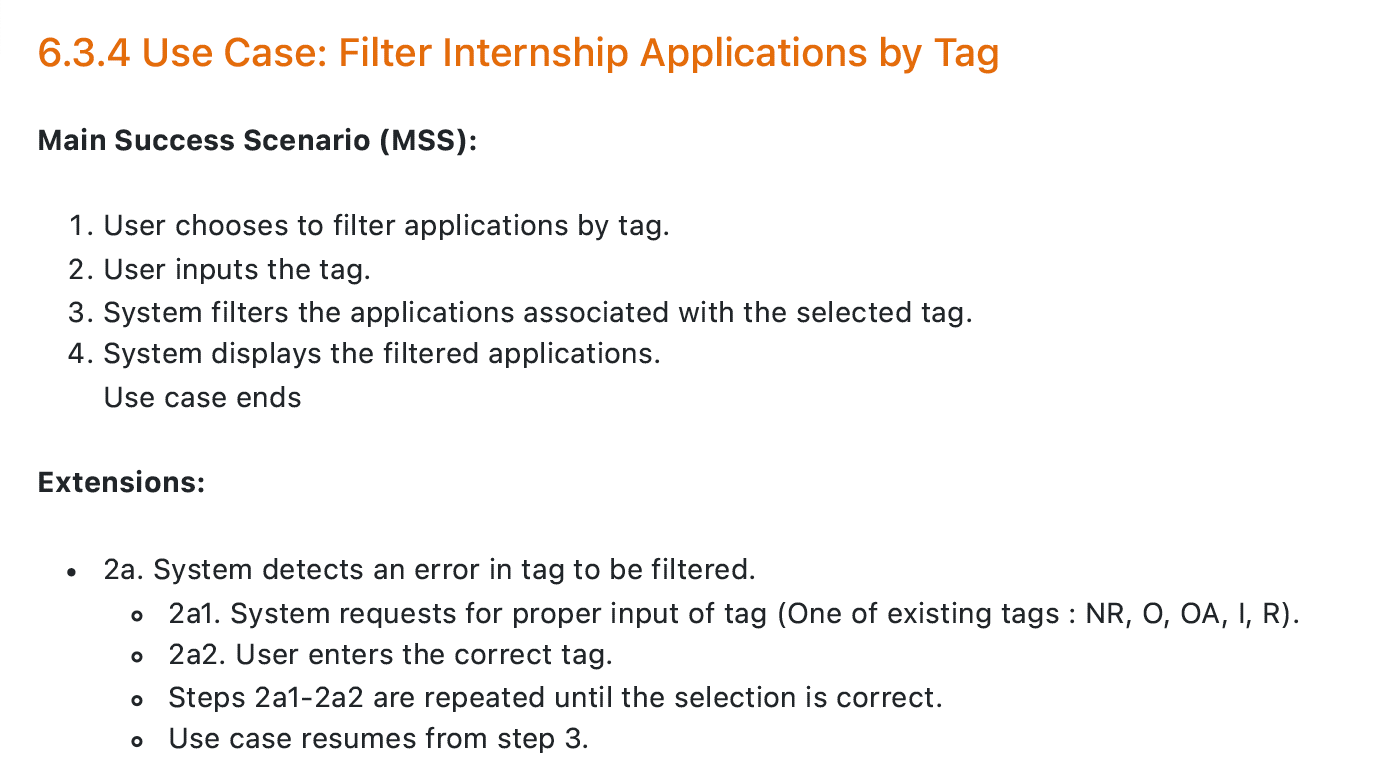 6.3.4 Use Case: Filter Internship Applications by Tag
Main Success Scenario (MSS):
1. User chooses to filter applications by tag.
2. User inputs the tag.
3. System filters the applications associated with the selected tag.
4. System displays the filtered applications.
Use case ends
Extensions:
• 2a. System detects an error in tag to be filtered.
◦ 2a1. System requests for proper input of tag (One of existing tags : NR, O, OA, I, R).
◦ 2a2. User enters the correct tag.
◦ Steps 2a1-2a2 are repeated until the selection is correct.
◦ Use case resumes from step 3.